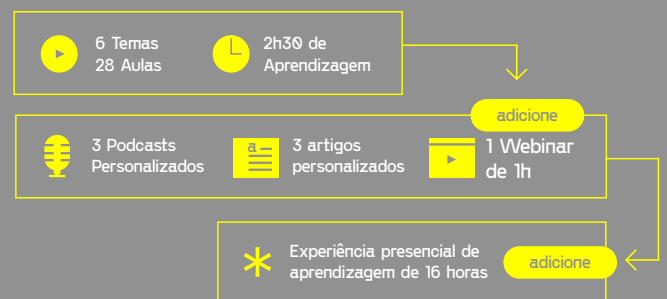 6 Temas
28 Aulas
2h30 de
Aprendizagem
adicione
3 Podcasts
Personalizados
a
3 artigos
personalizados
1 Webinar
de 1h
Experiência presencial de
aprendizagem de 16 horas
adicione